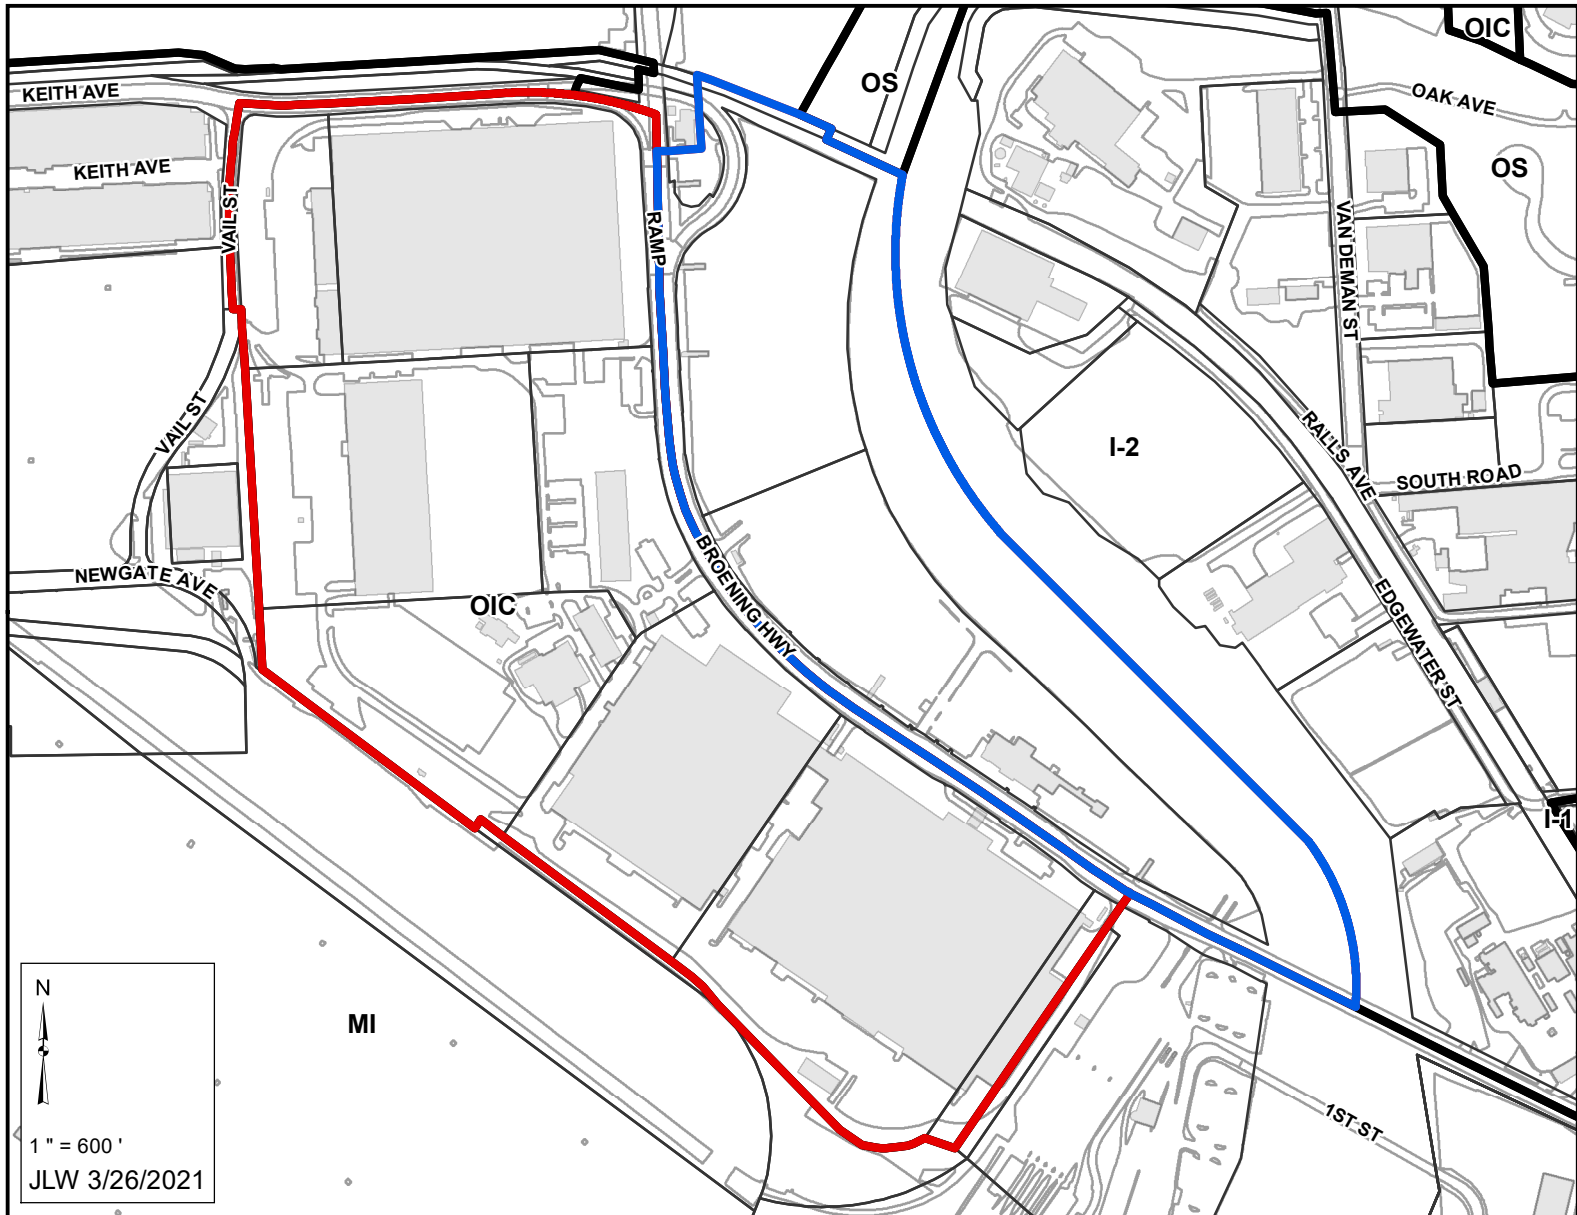 OIC
KEITH AVE
OS
OAK AVE
KEITH AVE
OS
VAIL ST
RAMP
VAN DEMAN ST
VAIL ST
RALLS AVE
I-2
SOUTH ROAD
NEWGATE AVE
BROENING HWY
OIC
EDGEWATER ST
I-1
N
MI
1ST ST
1 " = 600 '
JLW 3/26/2021